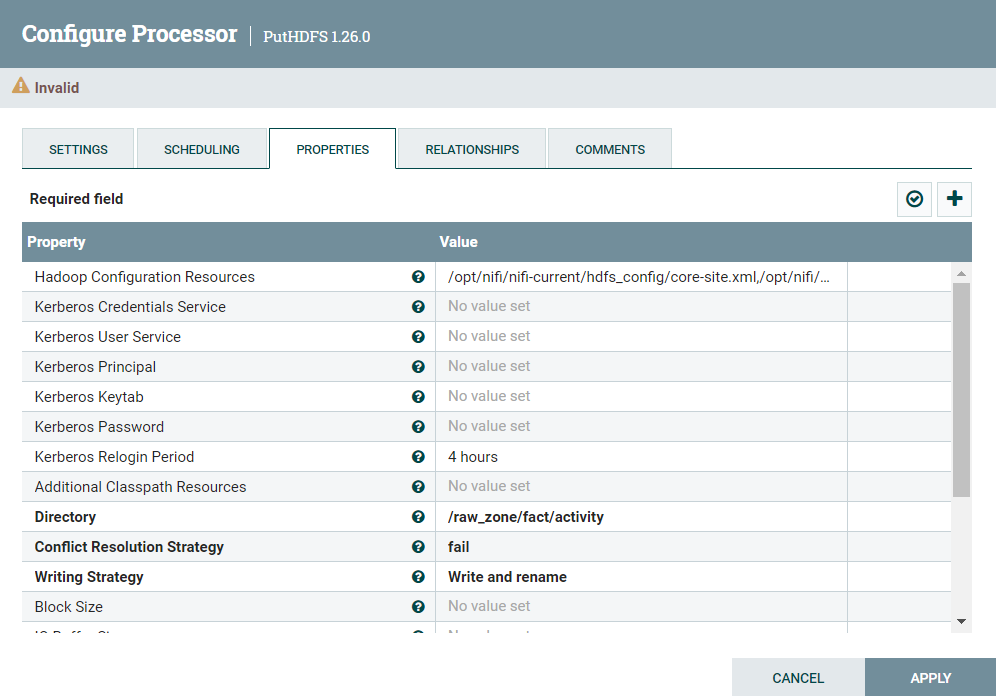 Configure Processor | PutHDFS 1.26.0
Invalid
SETTINGS SCHEDULING PROPERTIES RELATIONSHIPS COMMENTS
Required field
Property Value
Hadoop Configuration Resources /opt/nifi/nifi-current/hdfs_config/core-site.xml,/opt/nifi/...
Kerberos Credentials Service No value set
Kerberos User Service No value set
Kerberos Principal No value set
Kerberos Keytab No value set
Kerberos Password No value set
Kerberos Relogin Period 4 hours
Additional Classpath Resources No value set
Directory /raw_zone/fact/activity
Conflict Resolution Strategy fail
Writing Strategy Write and rename
Block Size No value set
CANCEL APPLY